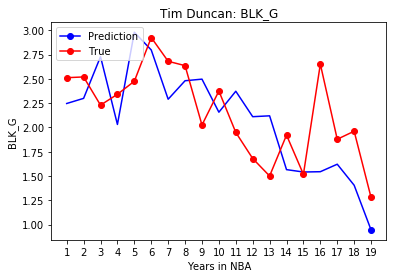 Tim Duncan: BLK_G
Prediction
True
BLK_G
3.00
2.75
2.50
2.25
2.00
1.75
1.50
1.25
1.00
1 2 3 4 5 6 7 8 9 10 11 12 13 14 15 16 17 18 19
Years in NBA